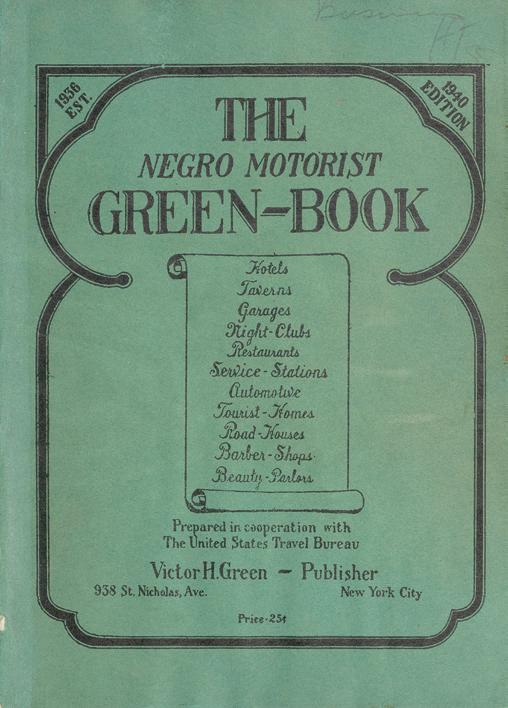 1936
EST.
1940
EDITION
THE
NEGRO MOTORIST
GREEN-BOOK
Hotels
Taverns
Garages
Night-Clubs
Restaurants
Service-Stations
Automotive
Tourist-Homes
Road-Houses
Barber-Shops
Beauty-Parlors
Prepared in cooperation with
The United States Travel Bureau
Victor H. Green - Publisher
938 St. Nicholas, Ave. New York City
Price-25¢